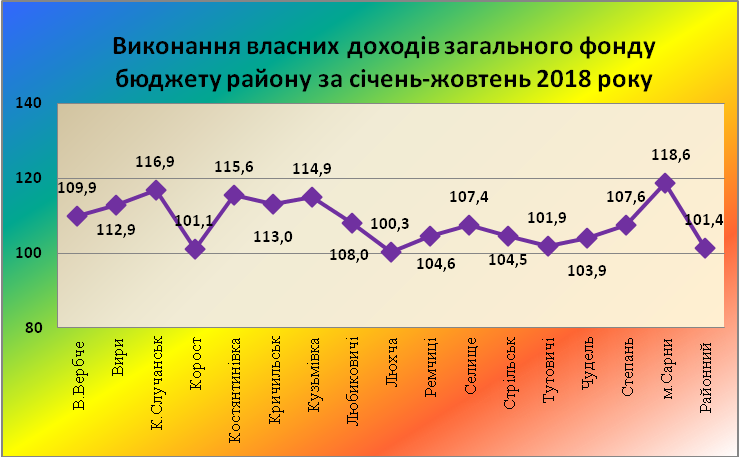 Виконання власних доходів загального фонду
бюджету району за січень-жовтень 2018 року
140
120
100
80
109,9
112,9
116,9
101,1
115,6
113,0
114,9
108,0
100,3
104,6
107,4
104,5
101,9
103,9
107,6
118,6
101,4
В.Вербче
Вири
К.Случанськ
Корост
Костянтинівка
Кричильськ
Кузьмівка
Любиковичі
Люхча
Ремчиці
Селище
Стрільськ
Тутовичі
Чудель
Степань
м.Сарни
Районний